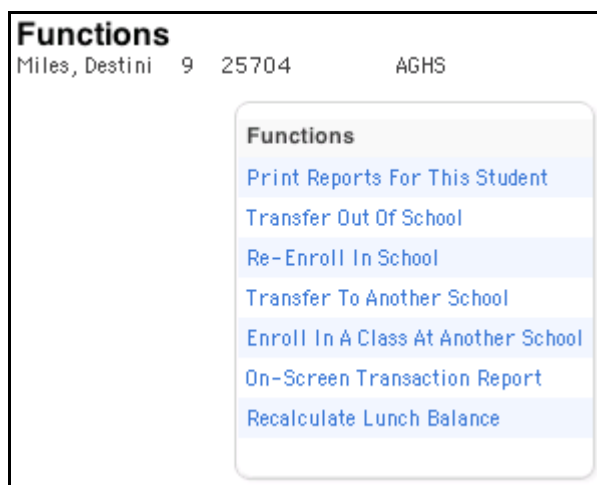 Functions
Miles, Destini 9 25704 AGHS
Functions
Print Reports For This Student
Transfer Out Of School
Re-Enroll In School
Transfer To Another School
Enroll In A Class At Another School
On-Screen Transaction Report
Recalculate Lunch Balance